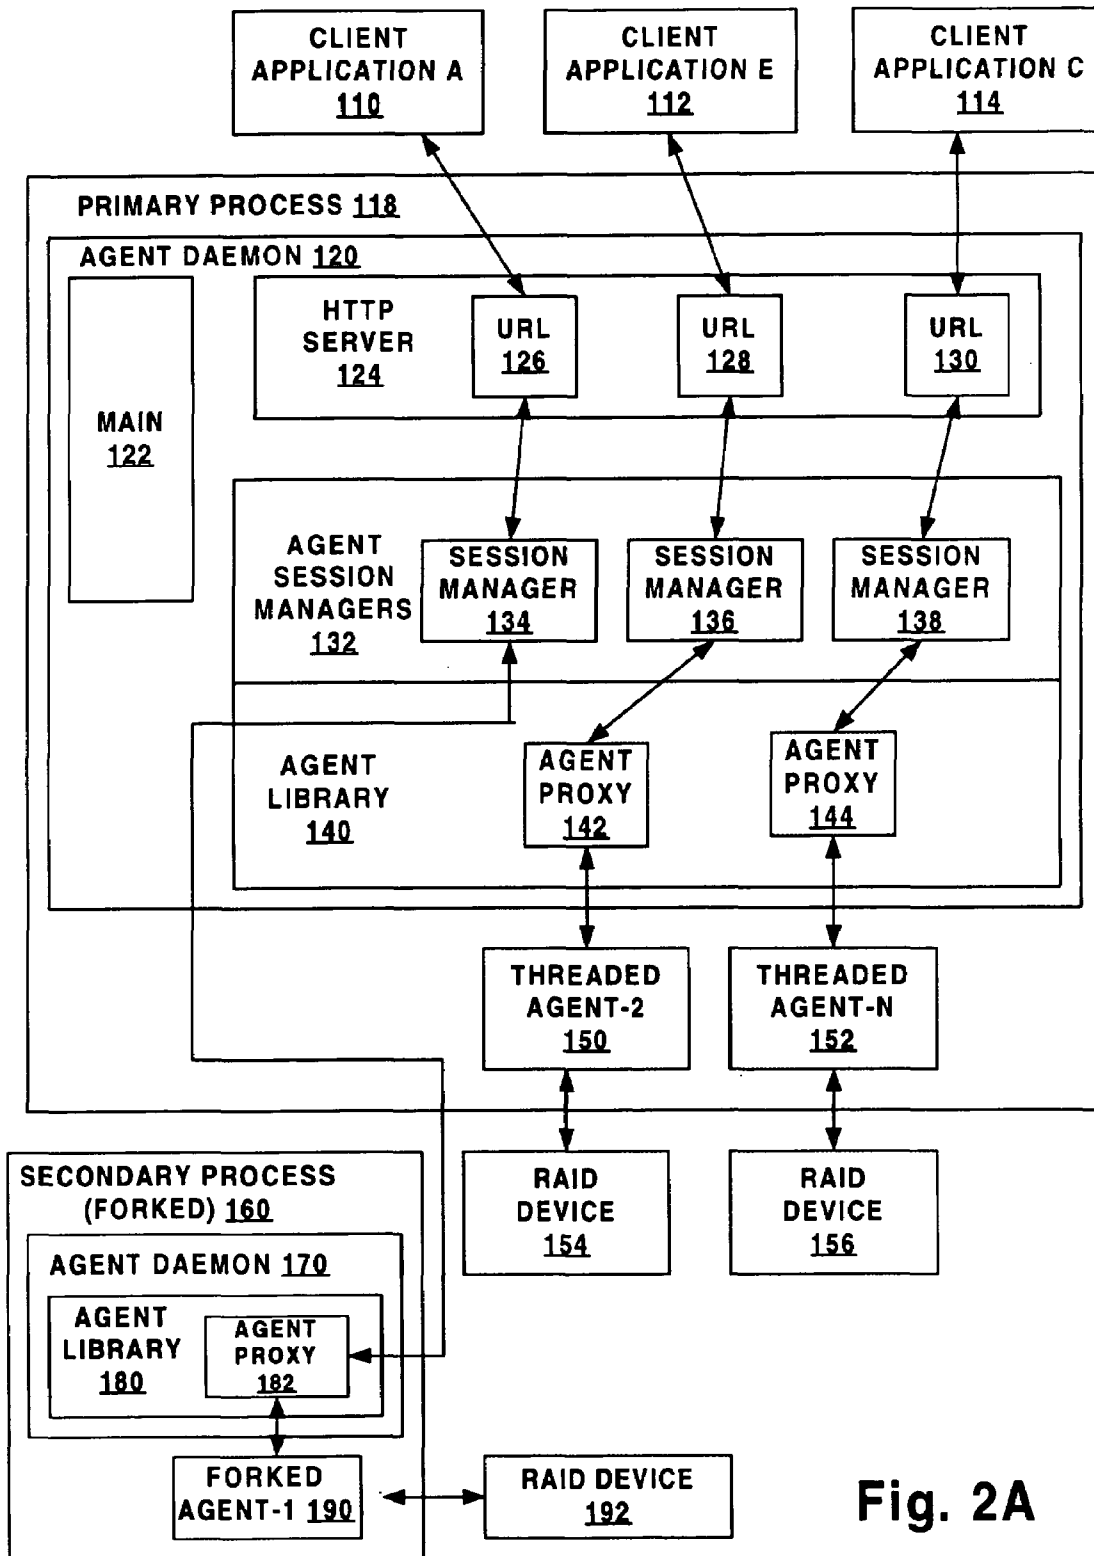 CLIENT
APPLICATION A
110
CLIENT
APPLICATION E
112
CLIENT
APPLICATION C
114
PRIMARY PROCESS 118
AGENT DAEMON 120
MAIN
122
HTTP
SERVER
124
URL
126
URL
128
URL
130
AGENT
SESSION
MANAGERS
132
SESSION
MANAGER
134
SESSION
MANAGER
136
SESSION
MANAGER
138
AGENT
LIBRARY
140
AGENT
PROXY
142
AGENT
PROXY
144
THREADED
AGENT-2
150
THREADED
AGENT-N
152
RAID
DEVICE
154
RAID
DEVICE
156
SECONDARY PROCESS
(FORKED) 160
AGENT DAEMON 170
AGENT
LIBRARY
180
AGENT
PROXY
182
FORKED
AGENT-1 190
RAID DEVICE
192
Fig. 2A